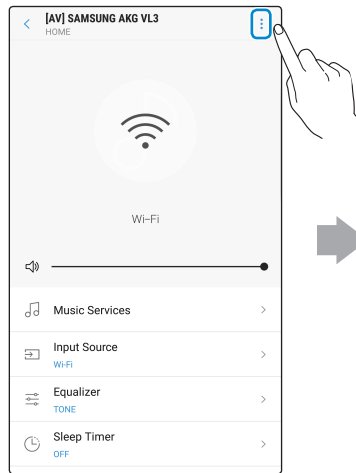 [AV] SAMSUNG AKG VL3
HOME
Wi-Fi
Music Services
Input Source
Wi-Fi
Equalizer
TONE
Sleep Timer
OFF